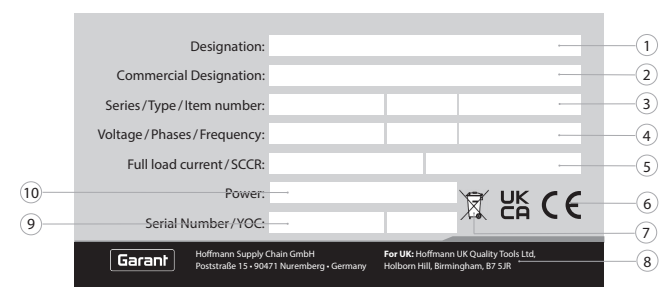 Designation: 1
Commercial Designation: 2
Series/Type/Item number: 3
Voltage/Phases/Frequency: 4
Full load current/SCCR: 5
10 Power: UK CA CE 6
9 Serial Number/YOC: 7
Garant
Hoffmann Supply Chain GmbH
Poststraße 15 • 90471 Nuremberg • Germany
For UK: Hoffmann UK Quality Tools Ltd,
Holborn Hill, Birmingham, B7 5JR
8